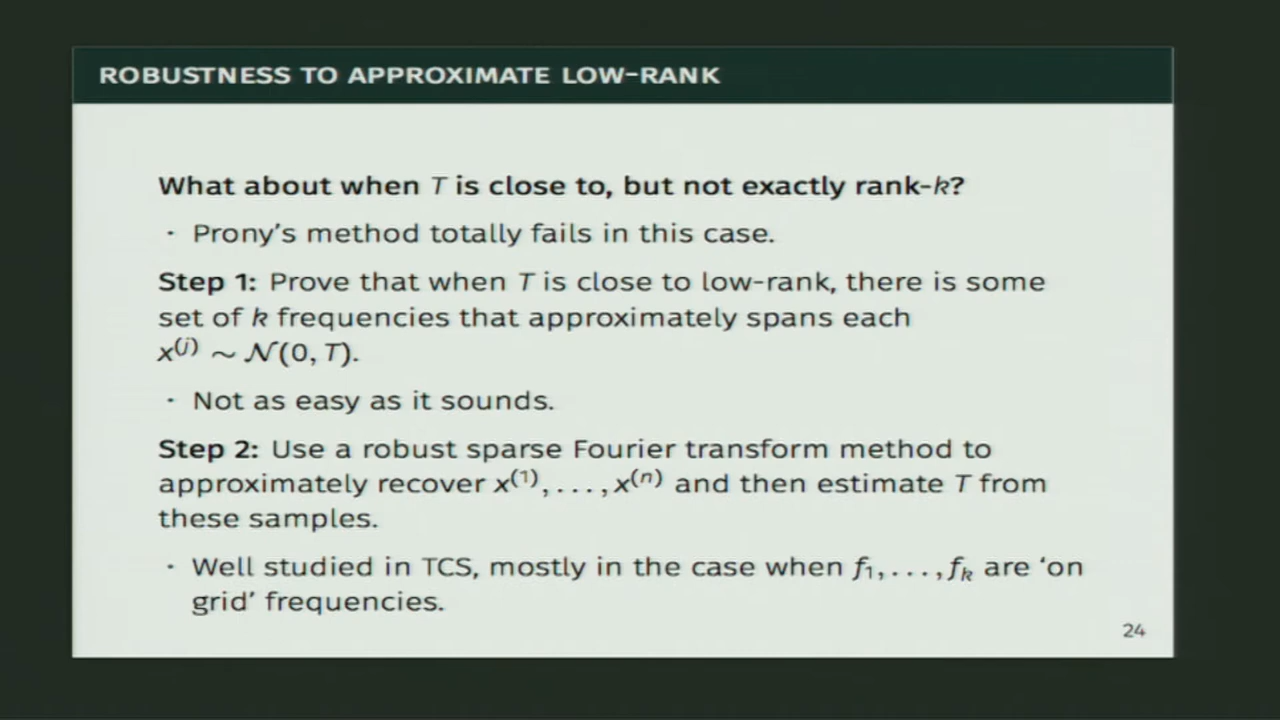 ROBUSTNESS TO APPROXIMATE LOW-RANK
What about when T is close to, but not exactly rank-k?
· Prony's method totally fails in this case.
Step 1: Prove that when T is close to low-rank, there is some
set of k frequencies that approximately spans each
x^(j) ∼ 𝒩(0, T).
· Not as easy as it sounds.
Step 2: Use a robust sparse Fourier transform method to
approximately recover x^(1), . . . , x^(n) and then estimate T from
these samples.
· Well studied in TCS, mostly in the case when f₁, . . . , fₖ are ‘on
grid’ frequencies.
24